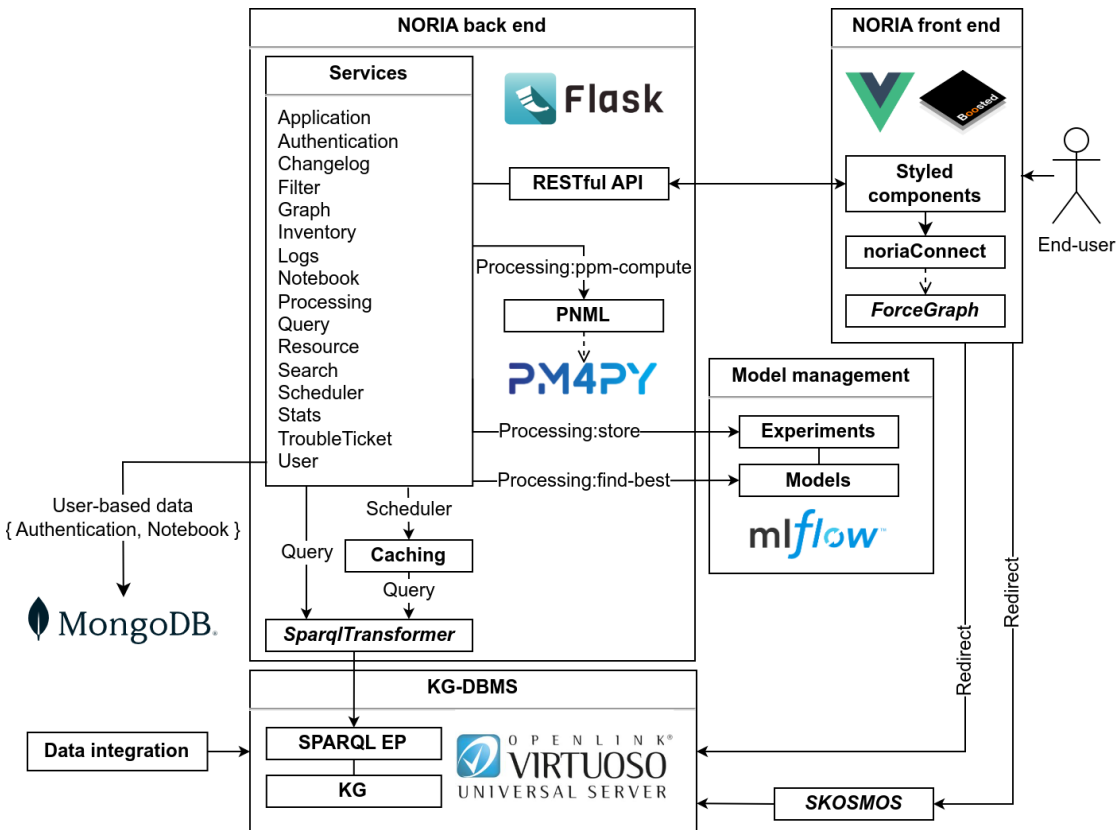 NORIA back end
Services
Application
Authentication
Changelog
Filter
Graph
Inventory
Logs
Notebook
Processing
Query
Resource
Search
Scheduler
Stats
TroubleTicket
User
Flask
RESTful API
Processing:ppm-compute
PNML
PM4PY
Processing:store
Processing:find-best
Scheduler
Caching
Query
Query
SparqlTransformer
NORIA front end
Boosted
Styled
components
noriaConnect
ForceGraph
End-user
Model management
Experiments
Models
mlflow™
User-based data
{ Authentication, Notebook }
MongoDB®
Redirect
Redirect
KG-DBMS
Data integration
SPARQL EP
KG
OPENLINK®
VIRTUOSO
UNIVERSAL SERVER
SKOSMOS